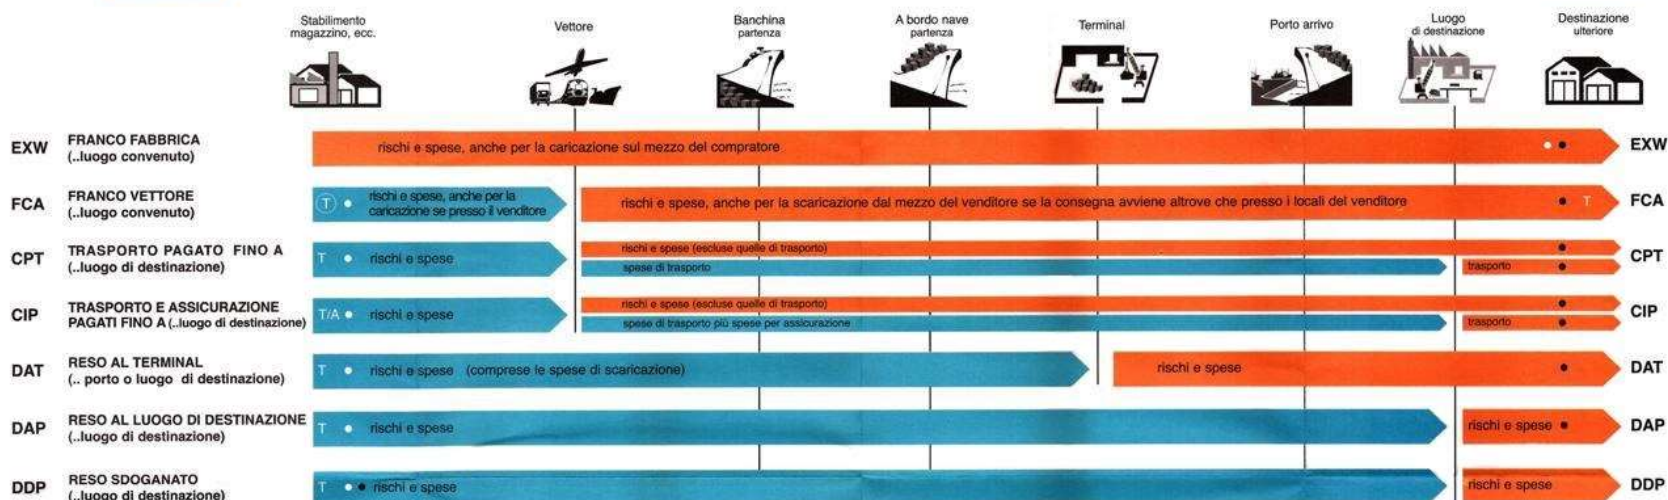 Stabilimento
magazzino, ecc.
Vettore
Banchina
partenza
A bordo nave
partenza
Terminal
Porto arrivo
Luogo
di destinazione
Destinazione
ulteriore
EXW FRANCO FABBRICA
(..luogo convenuto)
rischi e spese, anche per la caricazione sul mezzo del compratore
EXW
FCA FRANCO VETTORE
(..luogo convenuto)
T rischi e spese, anche per la
caricazione se presso il venditore
rischi e spese, anche per la scaricazione dal mezzo del venditore se la consegna avviene altrove che presso i locali del venditore
T FCA
CPT TRASPORTO PAGATO FINO A
(..luogo di destinazione)
T rischi e spese
rischi e spese (escluse quelle di trasporto)
spese di trasporto
trasporto
CPT
CIP TRASPORTO E ASSICURAZIONE
PAGATI FINO A (..luogo di destinazione)
T/A rischi e spese
rischi e spese (escluse quelle di trasporto)
spese di trasporto più spese per assicurazione
trasporto
CIP
DAT RESO AL TERMINAL
(.. porto o luogo di destinazione)
T rischi e spese (comprese le spese di scaricazione)
rischi e spese
DAT
DAP RESO AL LUOGO DI DESTINAZIONE
(..luogo di destinazione)
T rischi e spese
rischi e spese
DAP
DDP RESO SDOGANATO
(..luogo di destinazione)
T rischi e spese
rischi e spese
DDP